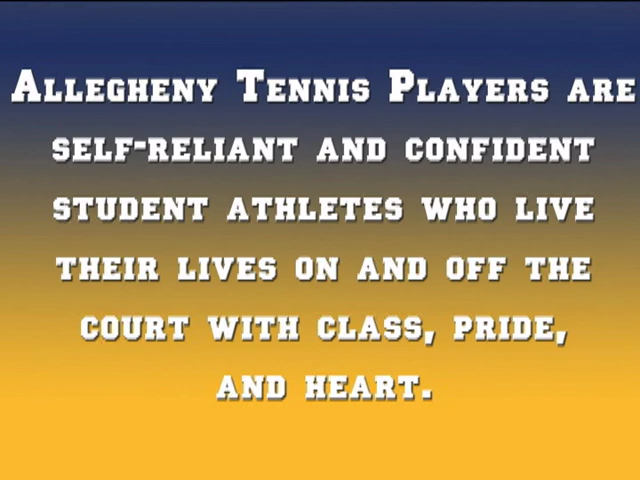 Allegheny Tennis Players are
self-reliant and confident
student athletes who live
their lives on and off the
court with class, pride,
and heart.